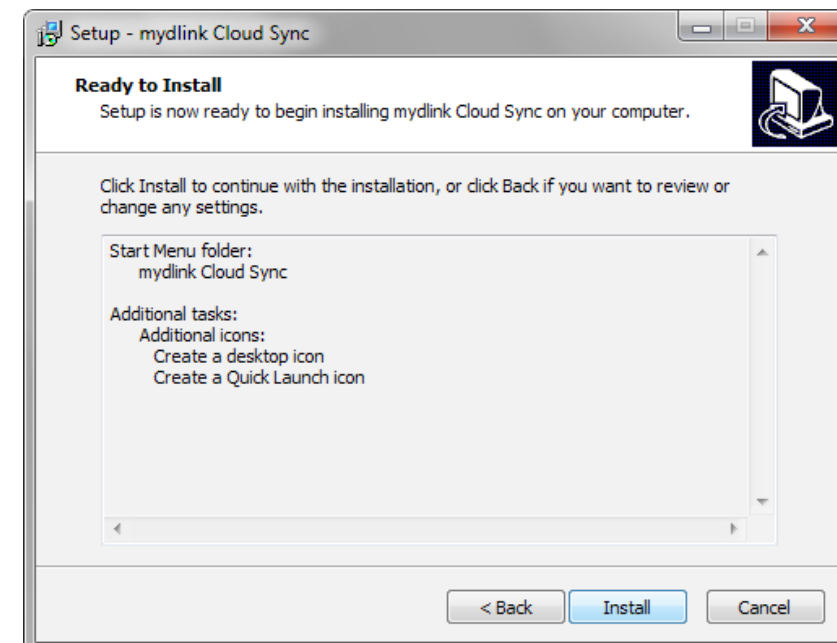 Setup - mydlink Cloud Sync
Ready to Install
Setup is now ready to begin installing mydlink Cloud Sync on your computer.
Click Install to continue with the installation, or click Back if you want to review or
change any settings.
Start Menu folder:
mydlink Cloud Sync
Additional tasks:
Additional icons:
Create a desktop icon
Create a Quick Launch icon
< Back
Install
Cancel